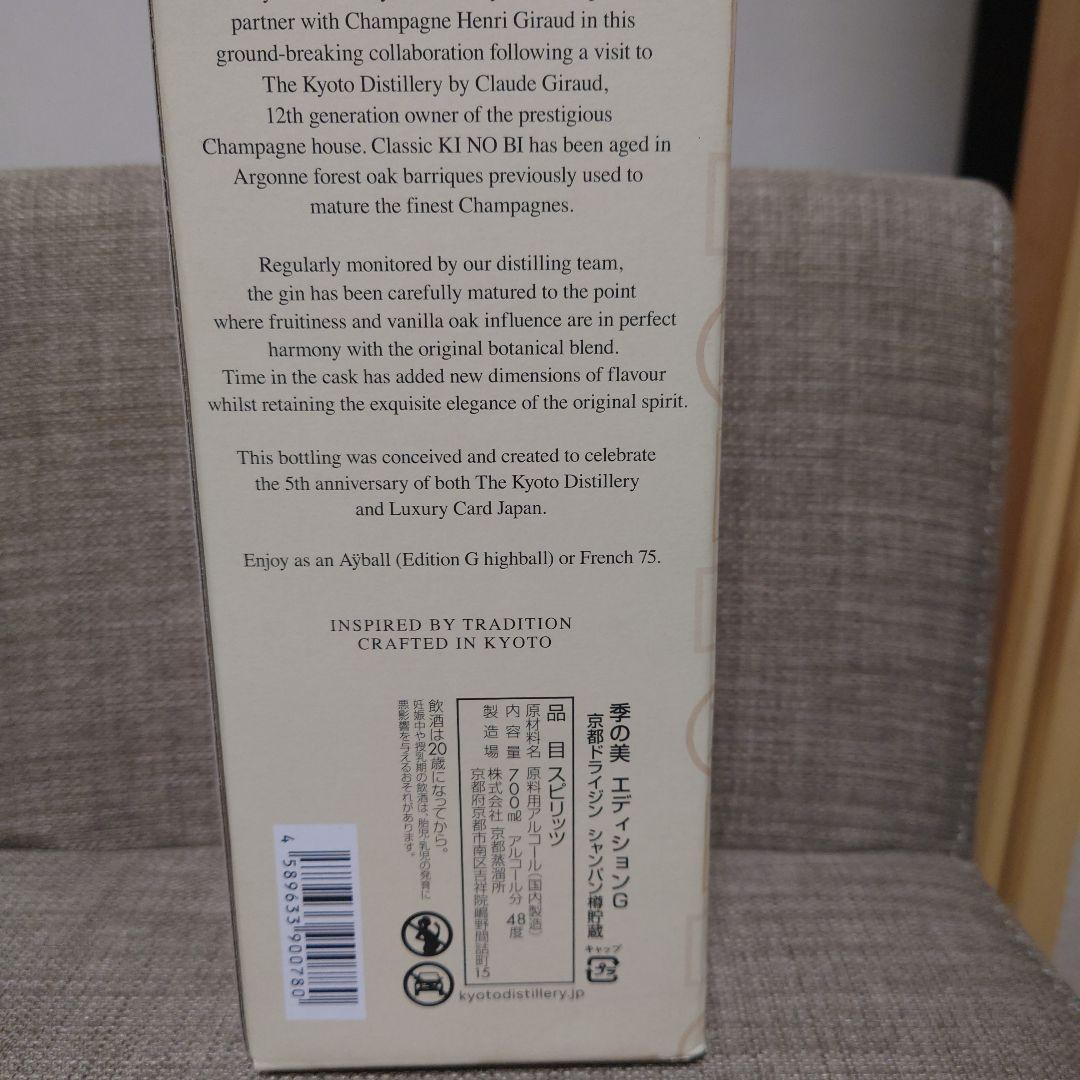 partner with Champagne Henri Giraud in this
ground-breaking collaboration following a visit to
The Kyoto Distillery by Claude Giraud,
12th generation owner of the prestigious
Champagne house. Classic KI NO BI has been aged in
Argonne forest oak barriques previously used to
mature the finest Champagnes.
Regularly monitored by our distilling team,
the gin has been carefully matured to the point
where fruitiness and vanilla oak influence are in perfect
harmony with the original botanical blend.
Time in the cask has added new dimensions of flavour
whilst retaining the exquisite elegance of the original spirit.
This bottling was conceived and created to celebrate
the 5th anniversary of both The Kyoto Distillery
and Luxury Card Japan.
Enjoy as an Aÿball (Edition G highball) or French 75.
INSPIRED BY TRADITION
CRAFTED IN KYOTO
季の美 エディションG
京都ドライジン シャンパン樽貯蔵
キャップ
プラ
品目 スピリッツ
原材料名 原料用アルコール(国内製造)
内容量 700㎖ アルコール分 48度
製造場 株式会社 京都蒸溜所
京都府京都市南区吉祥院嶋野間詰町15
飲酒は20歳になってから。
妊娠中や授乳期の飲酒は、胎児・乳児の発育に
悪影響を与えるおそれがあります。
kyotodistillery.jp
4 589633 900780